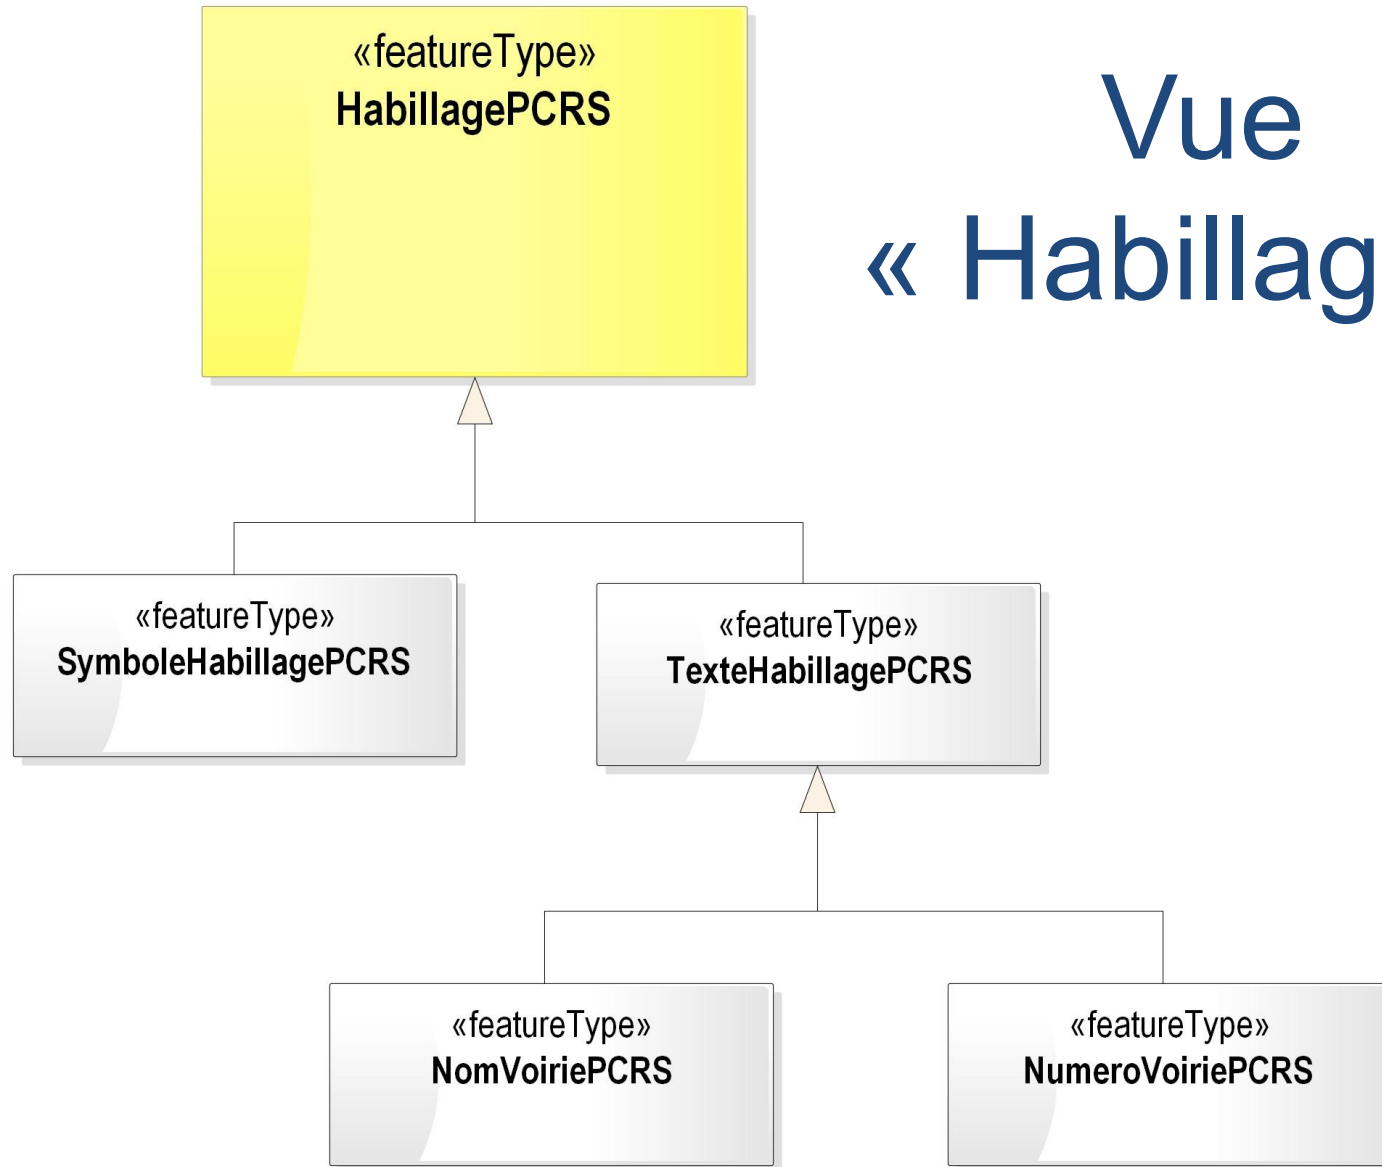 «featureType»
HabillagePCRS
Vue
« Habillag
«featureType»
SymboleHabillagePCRS
«featureType»
TexteHabillagePCRS
«featureType»
NomVoiriePCRS
«featureType»
NumeroVoiriePCRS